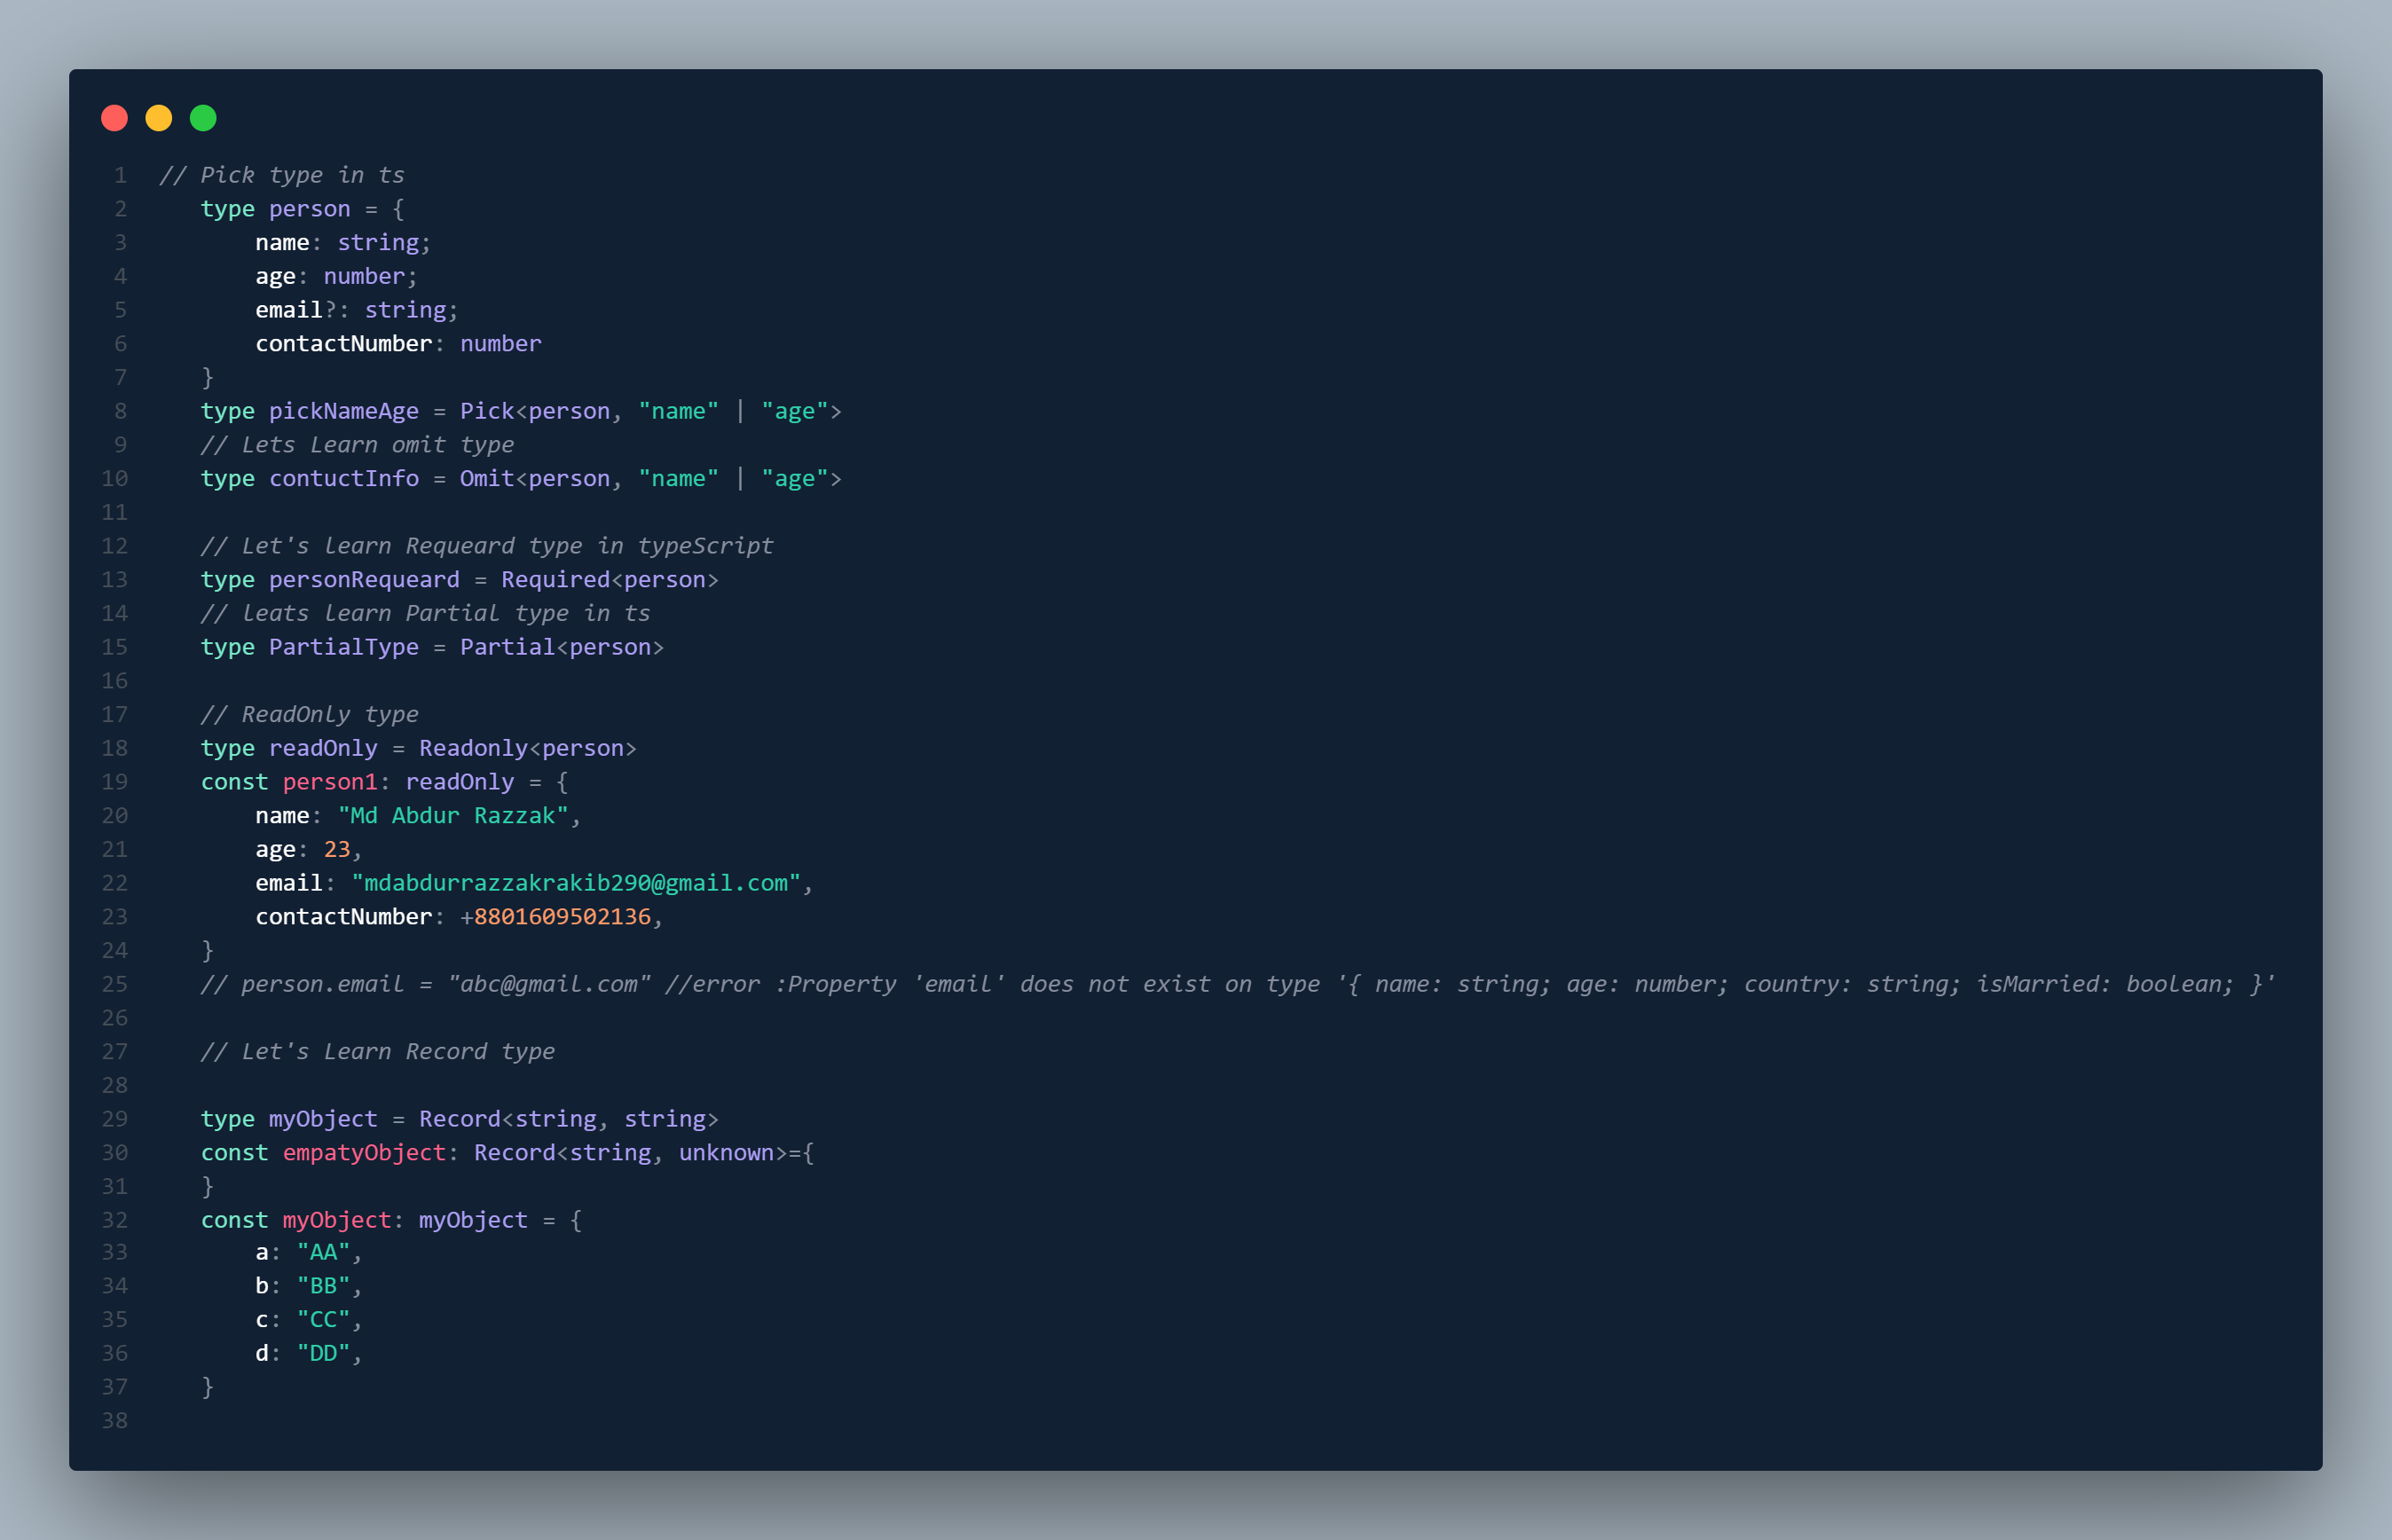 1 // Pick type in ts
2 type person = {
3 name: string;
4 age: number;
5 email?: string;
6 contactNumber: number
7 }
8 type pickNameAge = Pick<person, "name" | "age">
9 // Lets Learn omit type
10 type contuctInfo = Omit<person, "name" | "age">
11
12 // Let's learn Requeard type in typeScript
13 type personRequeard = Required<person>
14 // leats learn Partial type in ts
15 type PartialType = Partial<person>
16
17 // ReadOnly type
18 type readOnly = Readonly<person>
19 const person1: readOnly = {
20 name: "Md Abdur Razzak",
21 age: 23,
22 email: "mdabdurrazzakrakib290@gmail.com",
23 contactNumber: +8801609502136,
24 }
25 // person.email = "abc@gmail.com" //error :Property 'email' does not exist on type '{ name: string; age: number; country: string; isMarried: boolean; }'
26
27 // Let's Learn Record type
28
29 type myObject = Record<string, string>
30 const empatyObject: Record<string, unknown>={
31 }
32 const myObject: myObject = {
33 a: "AA",
34 b: "BB",
35 c: "CC",
36 d: "DD",
37 }
38